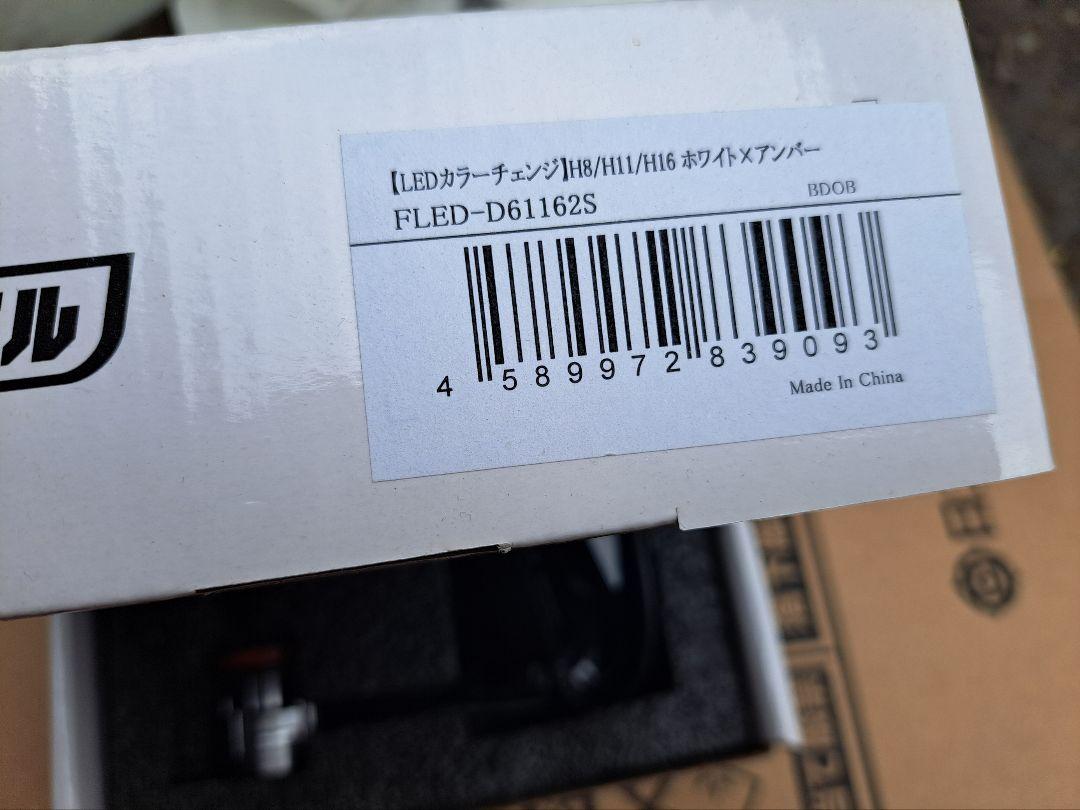 【LEDカラーチェンジ】H8/H11/H16 ホワイト×アンバー
FLED-D61162S
BDOB
4 589972 839093
Made In China
ル